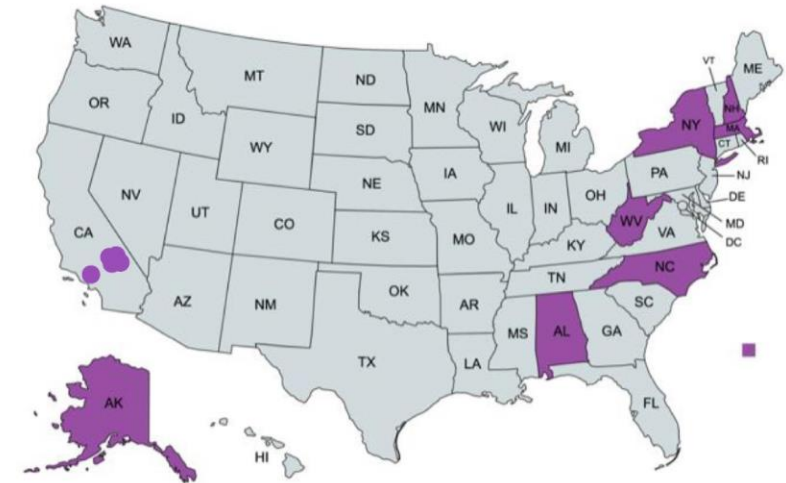 WA
MT
ND
MN
VT
ME
OR
ID
SD
WI
NH
NY
MA
WY
MI
CT
RI
IA
PA
NJ
NE
NV
OH
DE
UT
IL
IN
CO
WV
MD
CA
VA
DC
KS
MO
KY
NC
TN
OK
AZ
NM
AR
SC
MS
AL
GA
TX
LA
AK
FL
HI